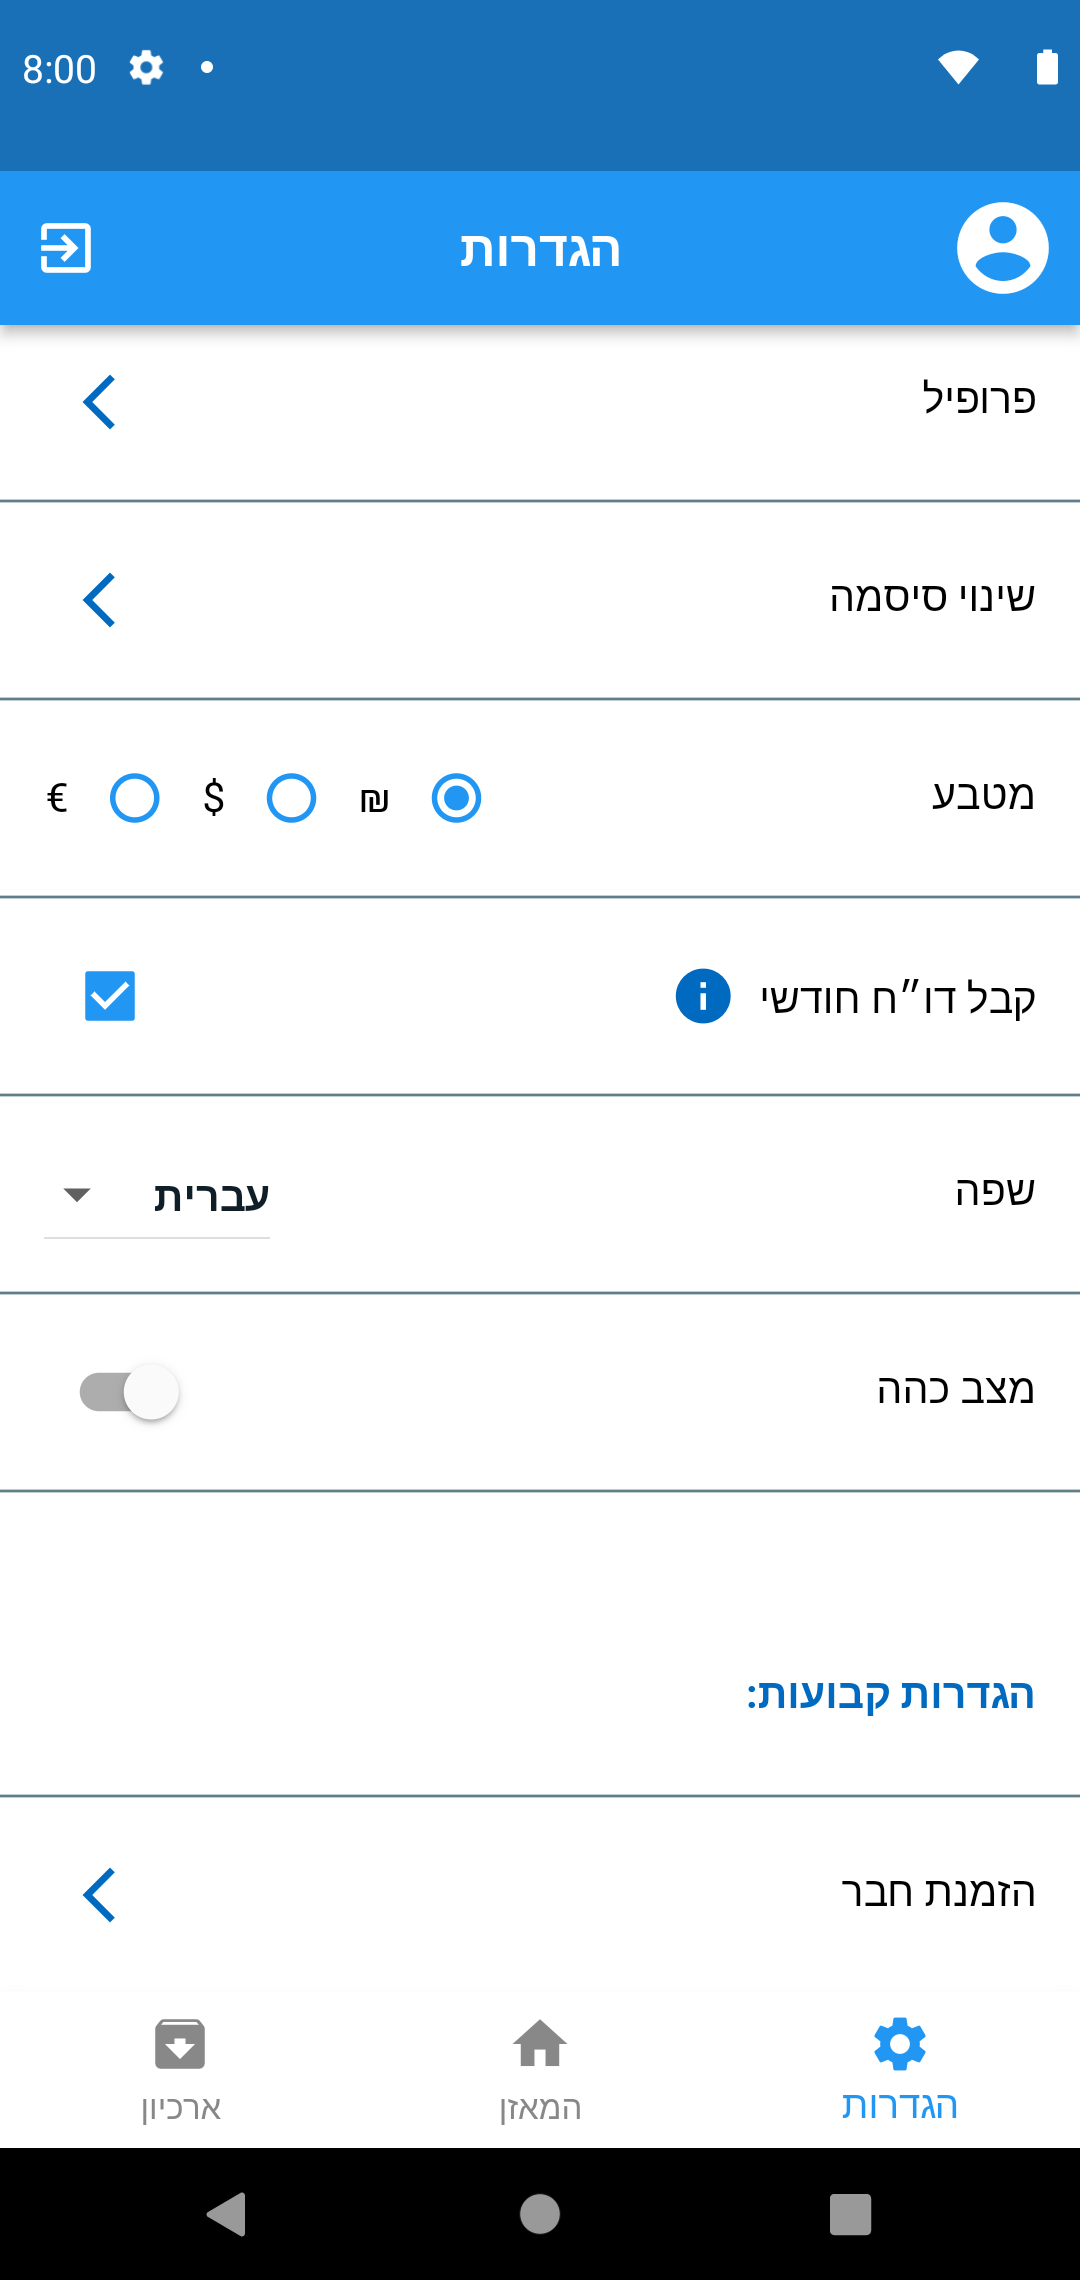 8:00
הגדרות
פרופיל
שינוי סיסמה
מטבע ₪ $ €
קבל דו״ח חודשי
שפה עברית
מצב כהה
הגדרות קבועות:
הזמנת חבר
הגדרות המאזן ארכיון